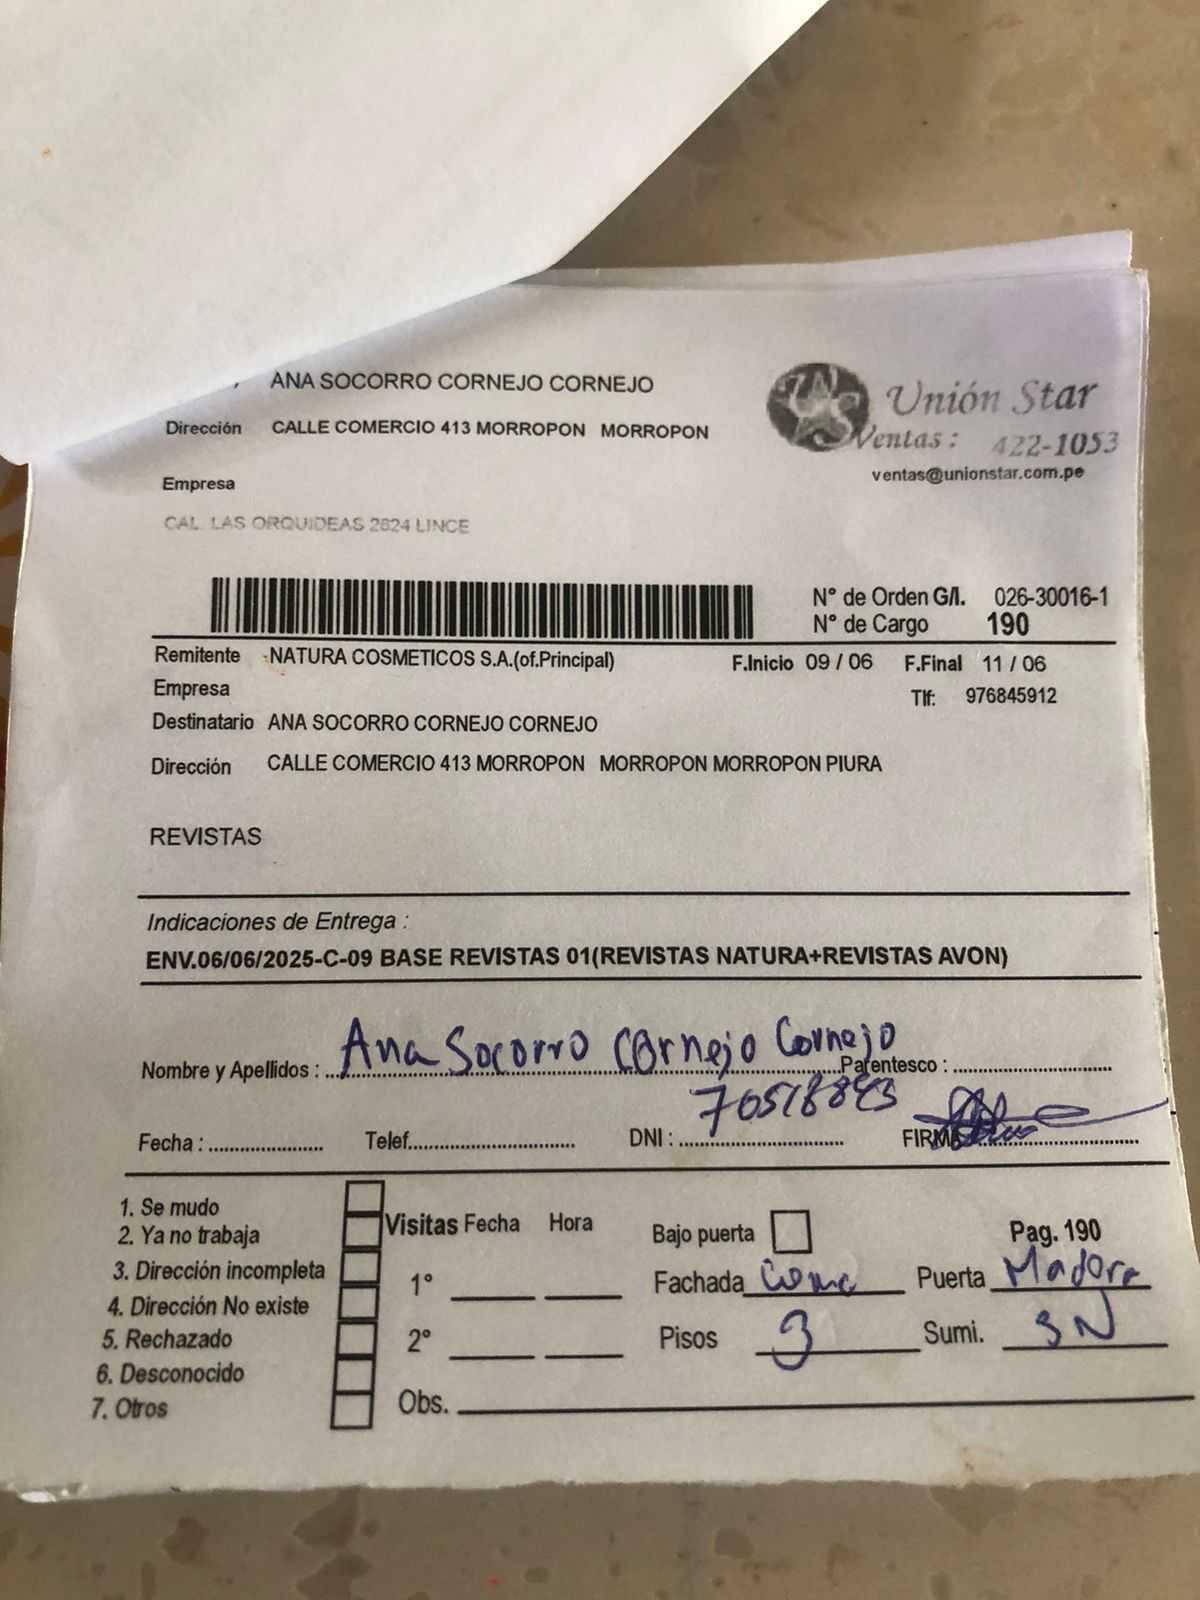 ANA SOCORRO CORNEJO CORNEJO
Dirección CALLE COMERCIO 413 MORROPON MORROPON
Unión Star
Ventas: 422-1053
ventas@unionstar.com.pe
Empresa
CAL. LAS ORQUIDEAS 2824 LINCE
N° de Orden G/I. 026-30016-1
N° de Cargo 190
Remitente NATURA COSMETICOS S.A.(of.Principal) F.Inicio 09 / 06 F.Final 11 / 06
Empresa Tlf: 976845912
Destinatario ANA SOCORRO CORNEJO CORNEJO
Dirección CALLE COMERCIO 413 MORROPON MORROPON MORROPON PIURA
REVISTAS
Indicaciones de Entrega :
ENV.06/06/2025-C-09 BASE REVISTAS 01(REVISTAS NATURA+REVISTAS AVON)
Nombre y Apellidos : Ana Socorro Cornejo Cornejo Parentesco :
Fecha : Telef. DNI : FIRMA
1. Se mudo
2. Ya no trabaja
3. Dirección incompleta
4. Dirección No existe
5. Rechazado
6. Desconocido
7. Otros
Visitas Fecha Hora
1°
2°
Obs.
Bajo puerta Pag. 190
Fachada Puerta Madera
Pisos 3 Sumi. SN